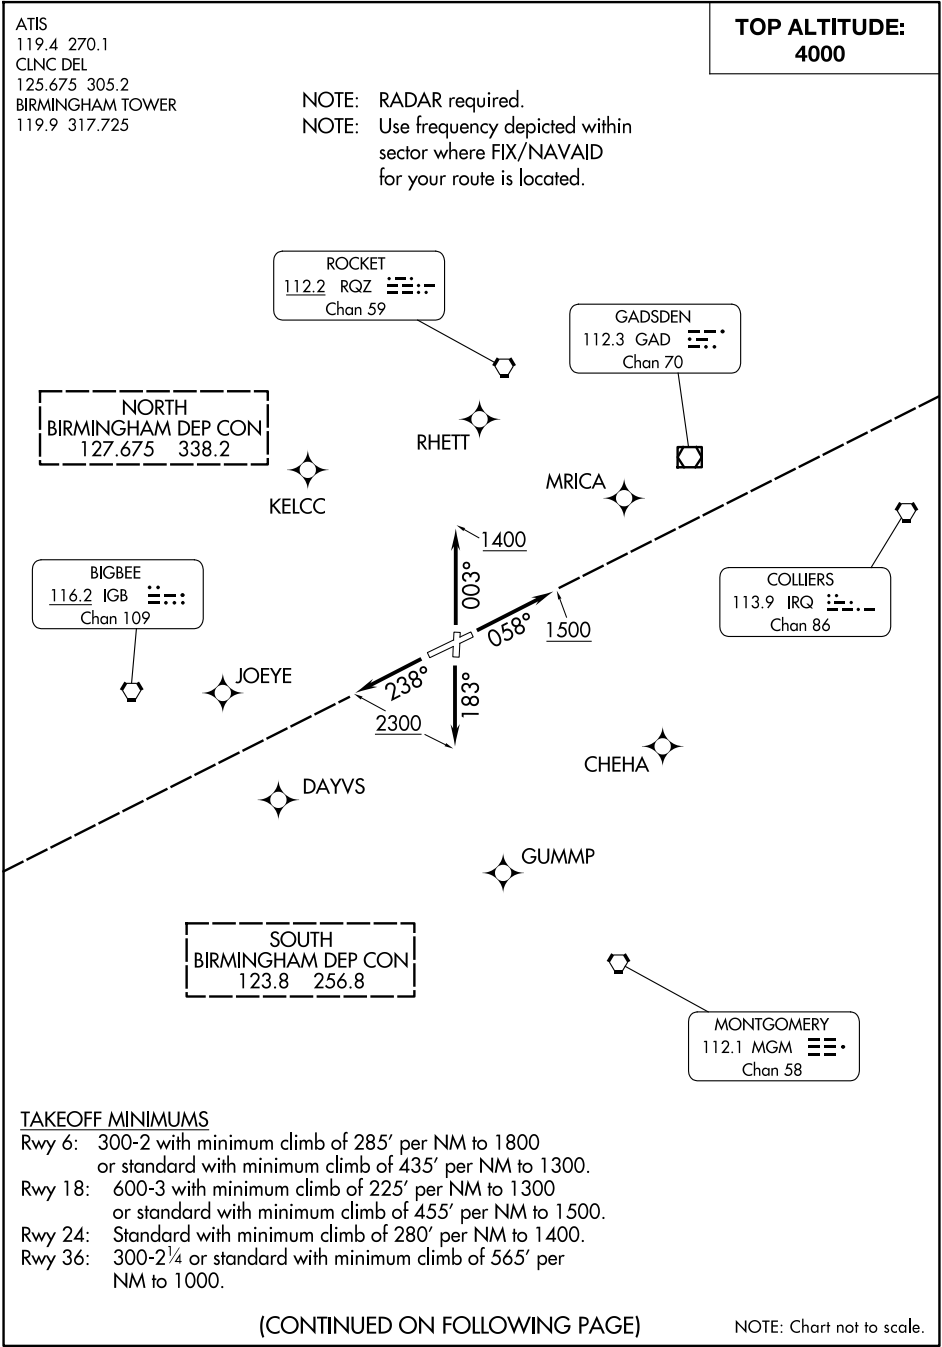 ATIS
119.4 270.1
CLNC DEL
125.675 305.2
BIRMINGHAM TOWER
119.9 317.725
TOP ALTITUDE:
4000
NOTE: RADAR required.
NOTE: Use frequency depicted within
sector where FIX/NAVAID
for your route is located.
ROCKET
112.2 RQZ
Chan 59
GADSDEN
112.3 GAD
Chan 70
NORTH
BIRMINGHAM DEP CON
127.675 338.2
RHETT
KELCC
MRICA
1400
003°
BIGBEE
116.2 IGB
Chan 109
COLLIERS
113.9 IRQ
Chan 86
058°
1500
JOEYE
238°
183°
2300
CHEHA
DAYVS
GUMMP
SOUTH
BIRMINGHAM DEP CON
123.8 256.8
MONTGOMERY
112.1 MGM
Chan 58
TAKEOFF MINIMUMS
Rwy 6: 300-2 with minimum climb of 285' per NM to 1800
or standard with minimum climb of 435' per NM to 1300.
Rwy 18: 600-3 with minimum climb of 225' per NM to 1300
or standard with minimum climb of 455' per NM to 1500.
Rwy 24: Standard with minimum climb of 280' per NM to 1400.
Rwy 36: 300-2¼ or standard with minimum climb of 565' per
NM to 1000.
(CONTINUED ON FOLLOWING PAGE)
NOTE: Chart not to scale.